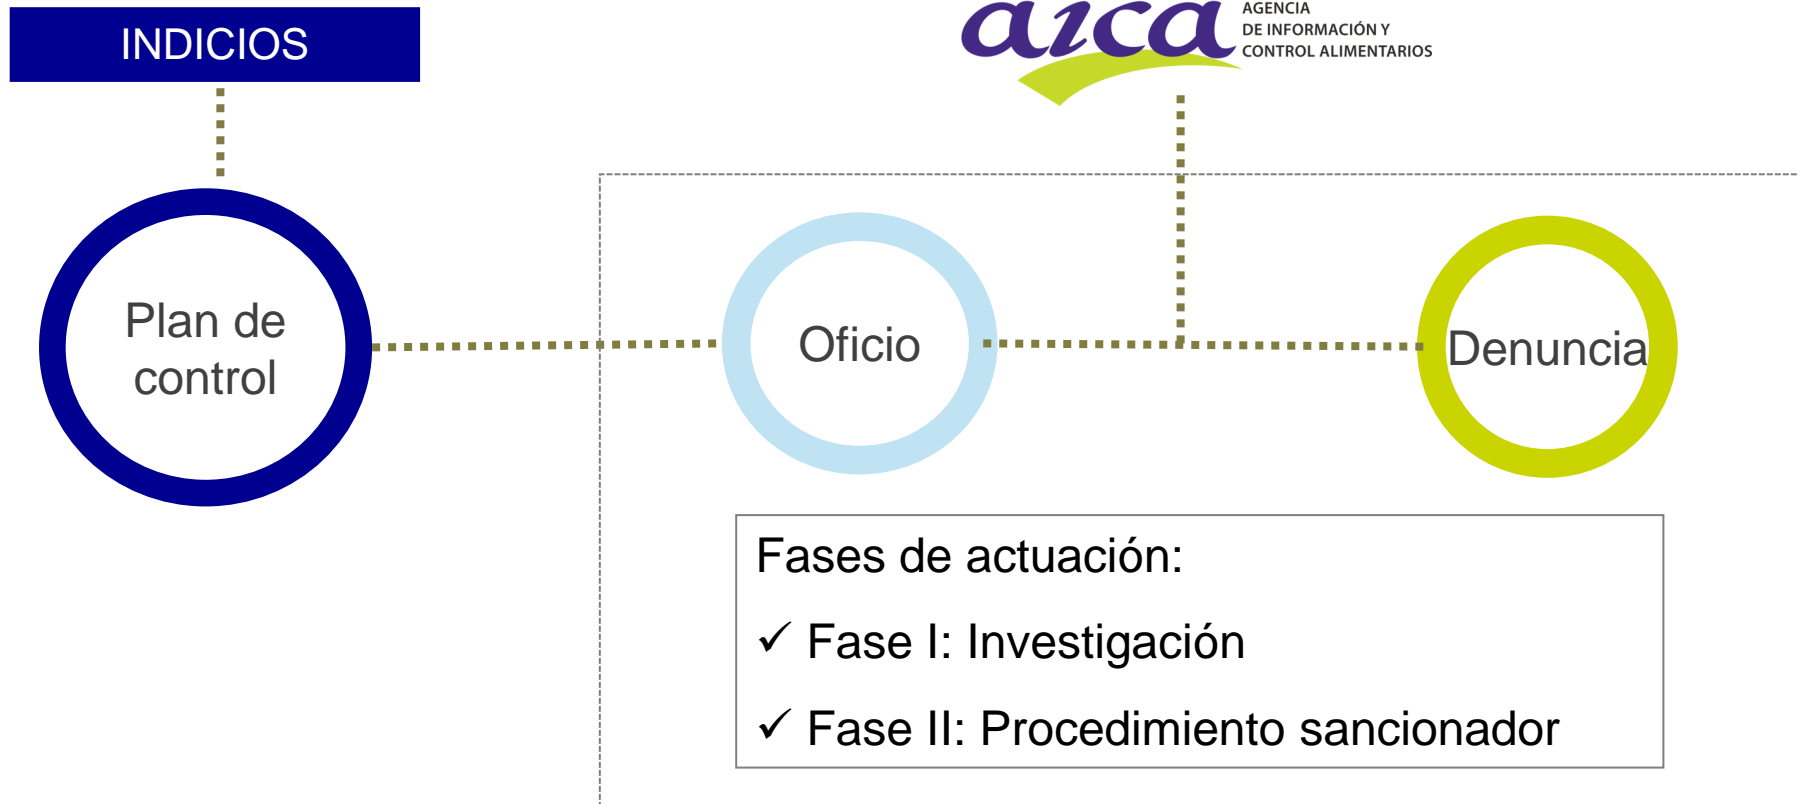 INDICIOS
aica
AGENCIA
DE INFORMACIÓN Y
CONTROL ALIMENTARIOS
Plan de
control
Oficio
Denuncia
Fases de actuación:
✓ Fase I: Investigación
✓ Fase II: Procedimiento sancionador